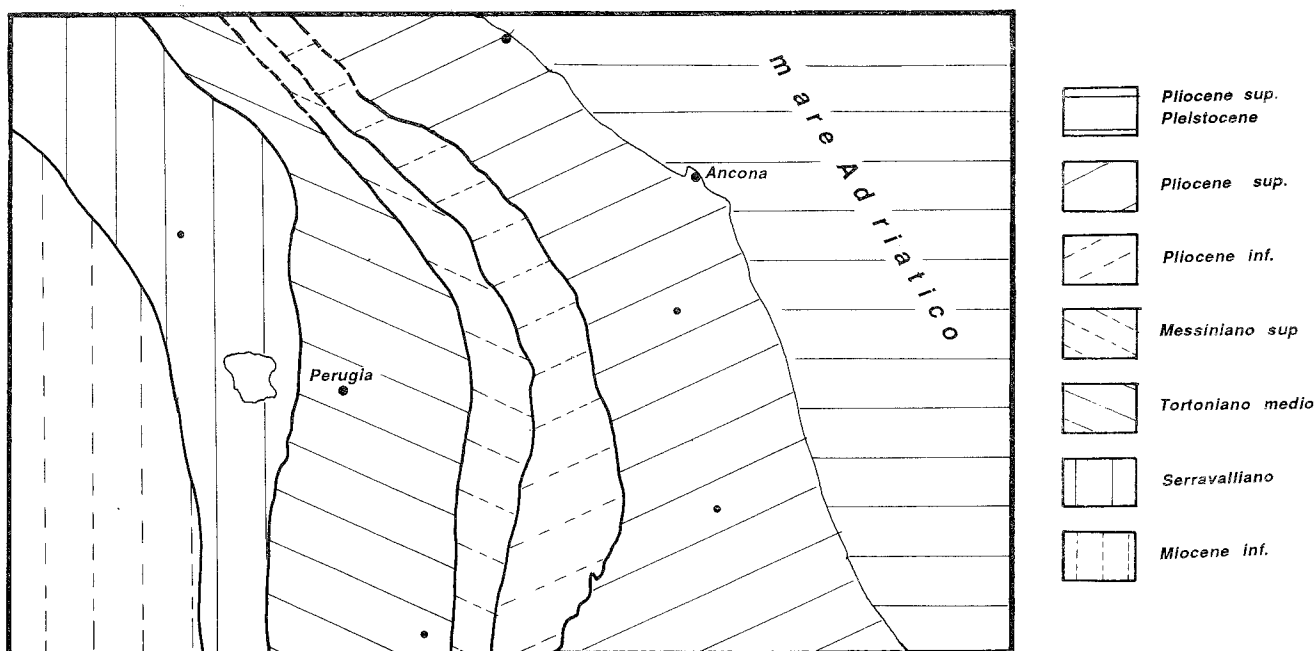 mare Adriatico
Ancona
Perugia
Pliocene sup.
Pleistocene
Pliocene sup.
Pliocene inf.
Messiniano sup
Tortoniano medio
Serravalliano
Miocene inf.